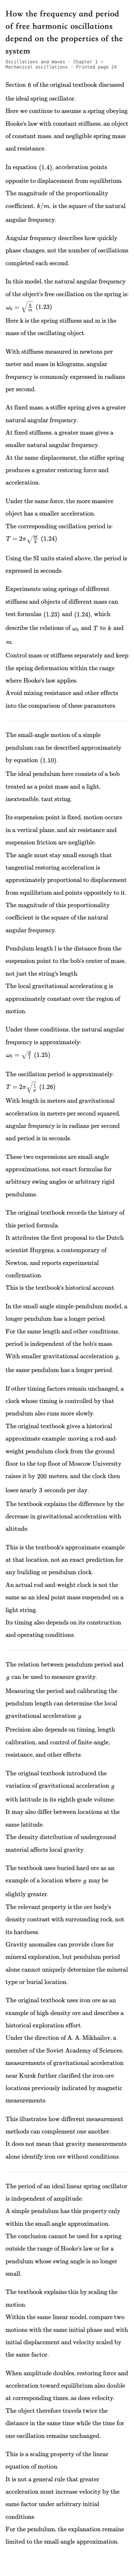 How the frequency and period
of free harmonic oscillations
depend on the properties of the
system
Oscillations and Waves · Chapter 1 —
Mechanical oscillations · Printed page 24
Section 6 of the original textbook discussed
the ideal spring oscillator.
Here we continue to assume a spring obeying
Hooke's law with constant stiffness, an object
of constant mass, and negligible spring mass
and resistance.
In equation (1.4), acceleration points
opposite to displacement from equilibrium.
The magnitude of the proportionality
coefficient, k/m, is the square of the natural
angular frequency.
Angular frequency describes how quickly
phase changes, not the number of oscillations
completed each second.
In this model, the natural angular frequency
of the object's free oscillation on the spring is:
ω₀ = √(k/m) (1.23)
Here k is the spring stiffness and m is the
mass of the oscillating object.
With stiffness measured in newtons per
meter and mass in kilograms, angular
frequency is commonly expressed in radians
per second.
At fixed mass, a stiffer spring gives a greater
natural angular frequency.
At fixed stiffness, a greater mass gives a
smaller natural angular frequency.
At the same displacement, the stiffer spring
produces a greater restoring force and
acceleration.
Under the same force, the more massive
object has a smaller acceleration.
The corresponding oscillation period is:
T = 2π√(m/k) (1.24)
Using the SI units stated above, the period is
expressed in seconds.
Experiments using springs of different
stiffness and objects of different mass can
test formulas (1.23) and (1.24), which
describe the relations of ω₀ and T to k and
m.
Control mass or stiffness separately and keep
the spring deformation within the range
where Hooke's law applies.
Avoid mixing resistance and other effects
into the comparison of these parameters.
The small-angle motion of a simple
pendulum can be described approximately
by equation (1.10).
The ideal pendulum here consists of a bob
treated as a point mass and a light,
inextensible, taut string.
Its suspension point is fixed, motion occurs
in a vertical plane, and air resistance and
suspension friction are negligible.
The angle must stay small enough that
tangential restoring acceleration is
approximately proportional to displacement
from equilibrium and points oppositely to it.
The magnitude of this proportionality
coefficient is the square of the natural
angular frequency.
Pendulum length l is the distance from the
suspension point to the bob's center of mass,
not just the string's length.
The local gravitational acceleration g is
approximately constant over the region of
motion.
Under these conditions, the natural angular
frequency is approximately:
ω₀ = √(g/l) (1.25)
The oscillation period is approximately:
T = 2π√(l/g) (1.26)
With length in meters and gravitational
acceleration in meters per second squared,
angular frequency is in radians per second
and period is in seconds.
These two expressions are small-angle
approximations, not exact formulas for
arbitrary swing angles or arbitrary rigid
pendulums.
The original textbook records the history of
this period formula.
It attributes the first proposal to the Dutch
scientist Huygens, a contemporary of
Newton, and reports experimental
confirmation.
This is the textbook's historical account.
In the small-angle simple-pendulum model, a
longer pendulum has a longer period.
For the same length and other conditions,
period is independent of the bob's mass.
With smaller gravitational acceleration g,
the same pendulum has a longer period.
If other timing factors remain unchanged, a
clock whose timing is controlled by that
pendulum also runs more slowly.
The original textbook gives a historical
approximate example: moving a rod-and-
weight pendulum clock from the ground
floor to the top floor of Moscow University
raises it by 200 meters, and the clock then
loses nearly 3 seconds per day.
The textbook explains the difference by the
decrease in gravitational acceleration with
altitude.
This is the textbook's approximate example
at that location, not an exact prediction for
any building or pendulum clock.
An actual rod-and-weight clock is not the
same as an ideal point mass suspended on a
light string.
Its timing also depends on its construction
and operating conditions.
The relation between pendulum period and
g can be used to measure gravity.
Measuring the period and calibrating the
pendulum length can determine the local
gravitational acceleration g.
Precision also depends on timing, length
calibration, and control of finite-angle,
resistance, and other effects.
The original textbook introduced the
variation of gravitational acceleration g
with latitude in its eighth grade volume.
It may also differ between locations at the
same latitude.
The density distribution of underground
material affects local gravity.
The textbook uses buried hard ore as an
example of a location where g may be
slightly greater.
The relevant property is the ore body's
density contrast with surrounding rock, not
its hardness.
Gravity anomalies can provide clues for
mineral exploration, but pendulum period
alone cannot uniquely determine the mineral
type or burial location.
The original textbook uses iron ore as an
example of high-density ore and describes a
historical exploration effort.
Under the direction of A. A. Mikhailov, a
member of the Soviet Academy of Sciences,
measurements of gravitational acceleration
near Kursk further clarified the iron-ore
locations previously indicated by magnetic
measurements.
This illustrates how different measurement
methods can complement one another.
It does not mean that gravity measurements
alone identify iron ore without conditions.
The period of an ideal linear spring oscillator
is independent of amplitude.
A simple pendulum has this property only
within the small-angle approximation.
The conclusion cannot be used for a spring
outside the range of Hooke's law or for a
pendulum whose swing angle is no longer
small.
The textbook explains this by scaling the
motion.
Within the same linear model, compare two
motions with the same initial phase and with
initial displacement and velocity scaled by
the same factor.
When amplitude doubles, restoring force and
acceleration toward equilibrium also double
at corresponding times, as does velocity.
The object therefore travels twice the
distance in the same time while the time for
one oscillation remains unchanged.
This is a scaling property of the linear
equation of motion.
It is not a general rule that greater
acceleration must increase velocity by the
same factor under arbitrary initial
conditions.
For the pendulum, the explanation remains
limited to the small-angle approximation.